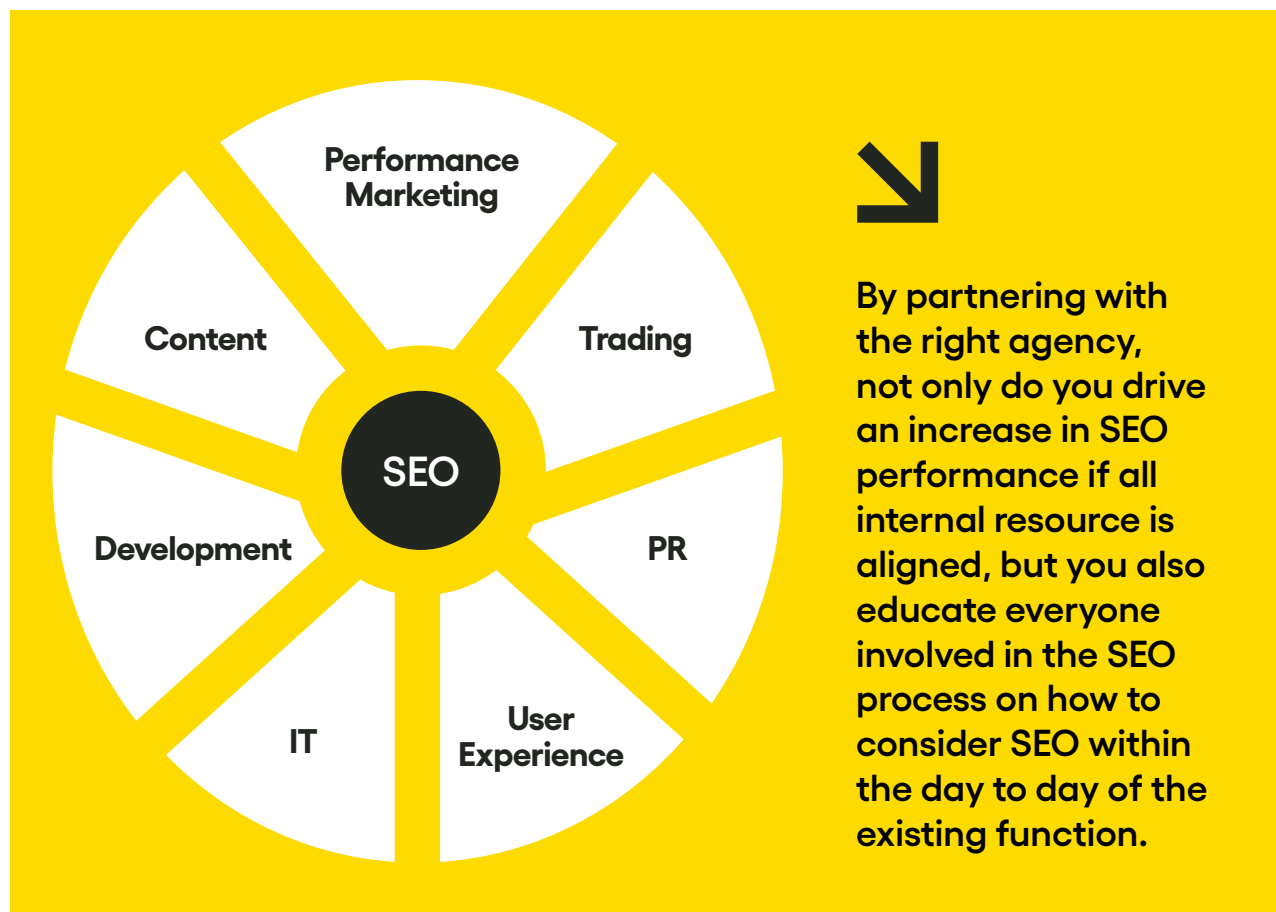 Performance
Marketing
Content
Trading
SEO
Development
PR
User
Experience
IT
By partnering with
the right agency,
not only do you drive
an increase in SEO
performance if all
internal resource is
aligned, but you also
educate everyone
involved in the SEO
process on how to
consider SEO within
the day to day of the
existing function.